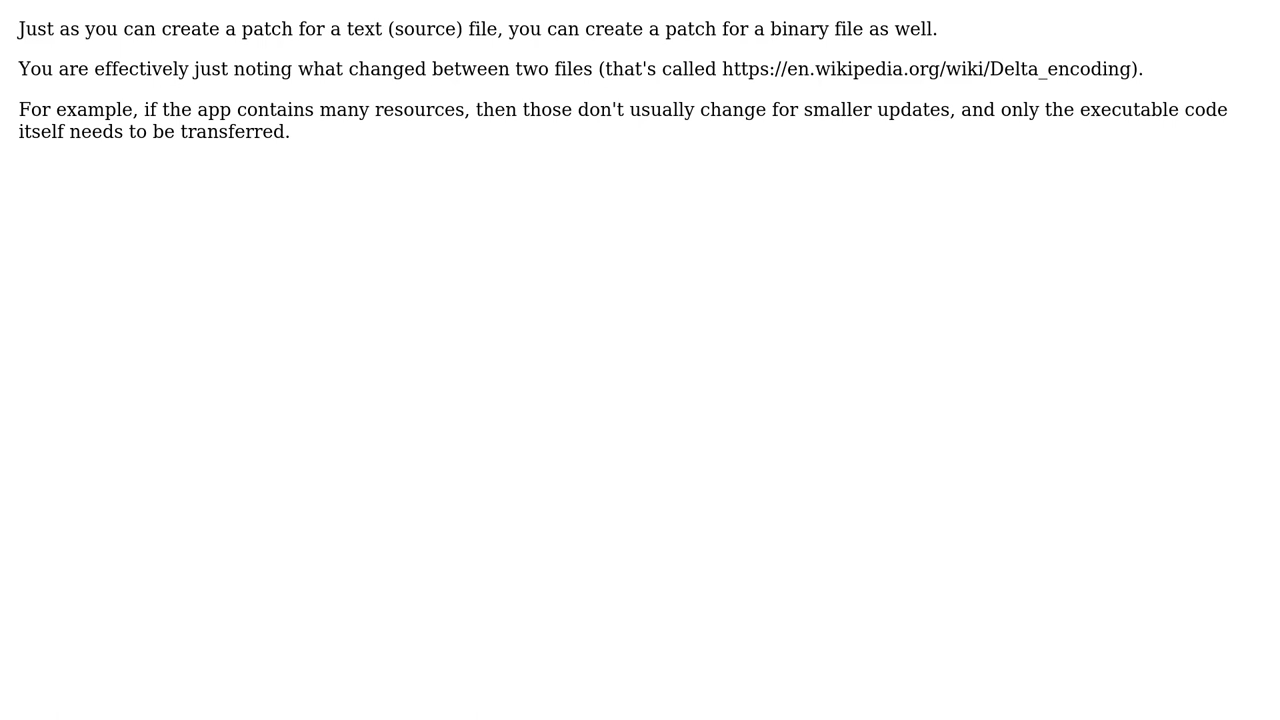 Just as you can create a patch for a text (source) file, you can create a patch for a binary file as well.
You are effectively just noting what changed between two files (that's called https://en.wikipedia.org/wiki/Delta_encoding).
For example, if the app contains many resources, then those don't usually change for smaller updates, and only the executable code
itself needs to be transferred.